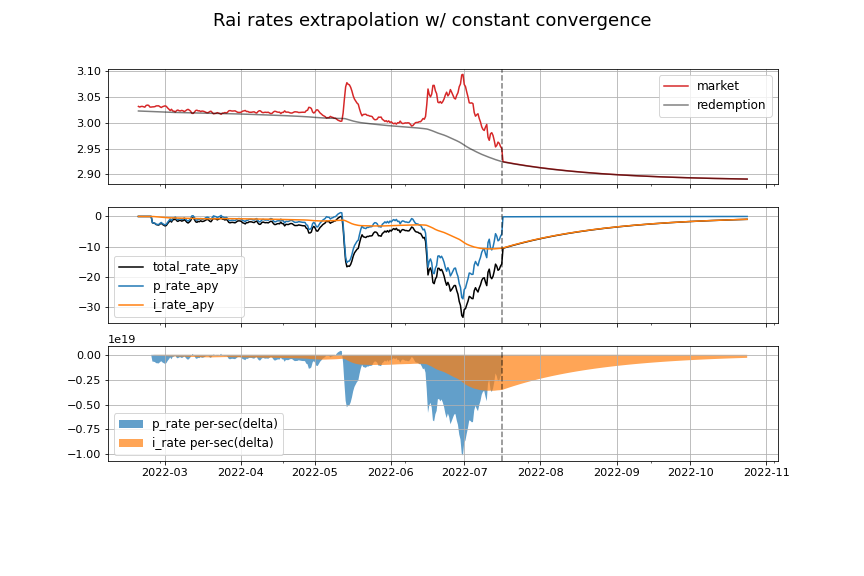 Rai rates extrapolation w/ constant convergence
3.10
3.05
3.00
2.95
2.90
market
redemption
0
−10
−20
−30
total_rate_apy
p_rate_apy
i_rate_apy
1e19
0.00
−0.25
−0.50
−0.75
−1.00
p_rate per-sec(delta)
i_rate per-sec(delta)
2022-03 2022-04 2022-05 2022-06 2022-07 2022-08 2022-09 2022-10 2022-11